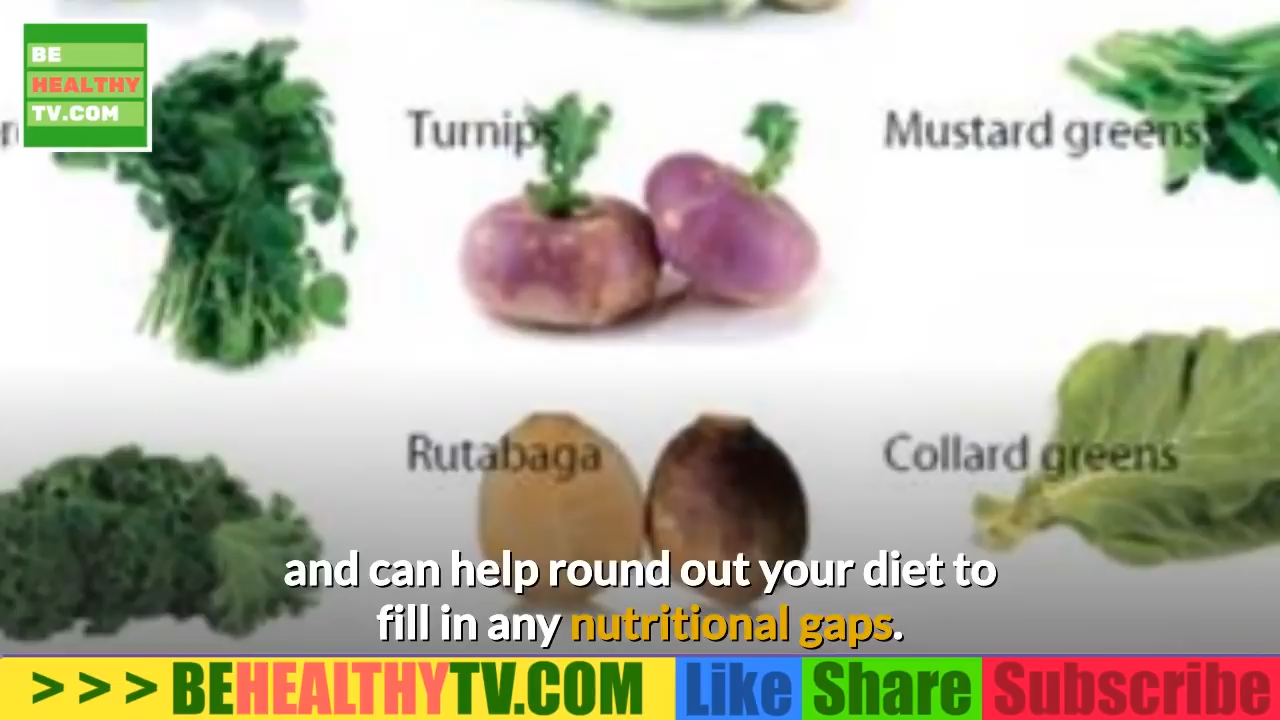 BE
HEALTHY
TV.COM
Turnips
Mustard greens
Rutabaga
Collard greens
and can help round out your diet to
fill in any nutritional gaps.
> > > BEHEALTHYTV.COM Like Share Subscribe